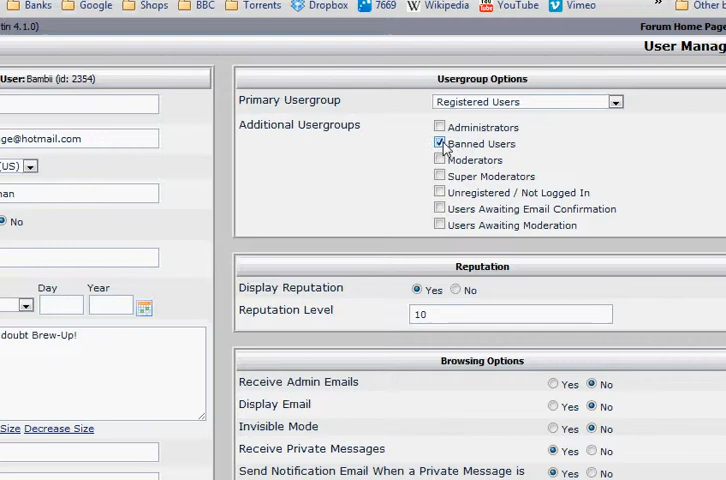 Banks Google Shops BBC Torrents Dropbox 7669 Wikipedia YouTube Vimeo » Other b
tin 4.1.0) Forum Home Page
User Manag
User: Bambii (id: 2354)
Usergroup Options
Primary Usergroup Registered Users
Additional Usergroups
Administrators
ge@hotmail.com
Banned Users
(US) Moderators
Super Moderators
nan Unregistered / Not Logged In
Users Awaiting Email Confirmation
No Users Awaiting Moderation
Reputation
Day Year
Display Reputation Yes No
Reputation Level 10
doubt Brew-Up!
Browsing Options
Receive Admin Emails Yes No
Display Email Yes No
Size Decrease Size
Invisible Mode Yes No
Receive Private Messages Yes No
Send Notification Email When a Private Message is Yes No